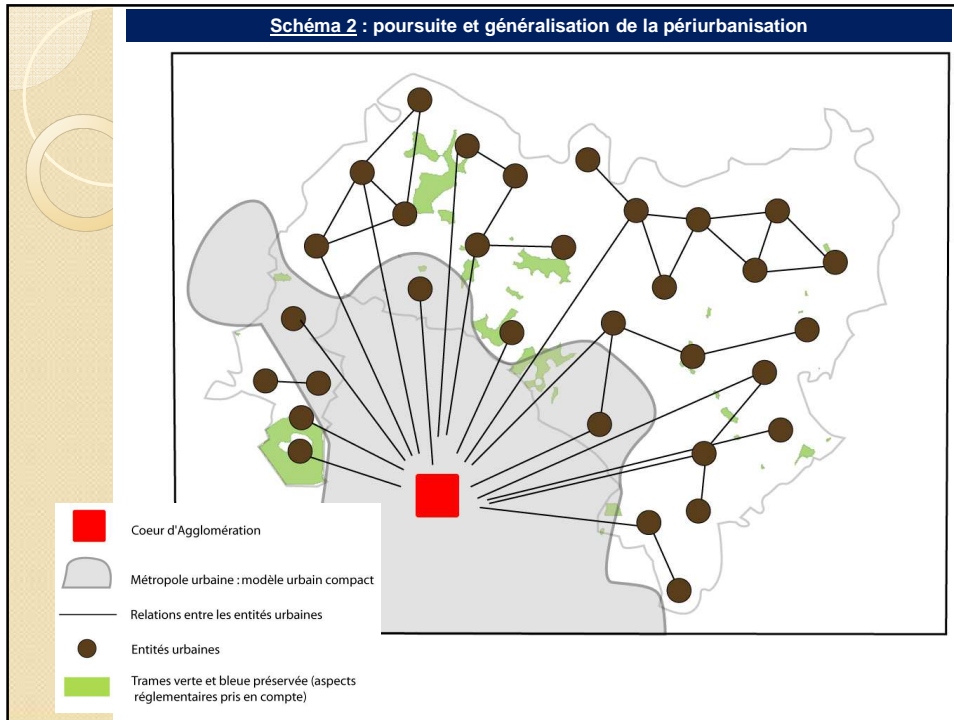 Schéma 2 : poursuite et généralisation de la périurbanisation
Coeur d'Agglomération
Métropole urbaine : modèle urbain compact
Relations entre les entités urbaines
Entités urbaines
Trames verte et bleue préservée (aspects
réglementaires pris en compte)